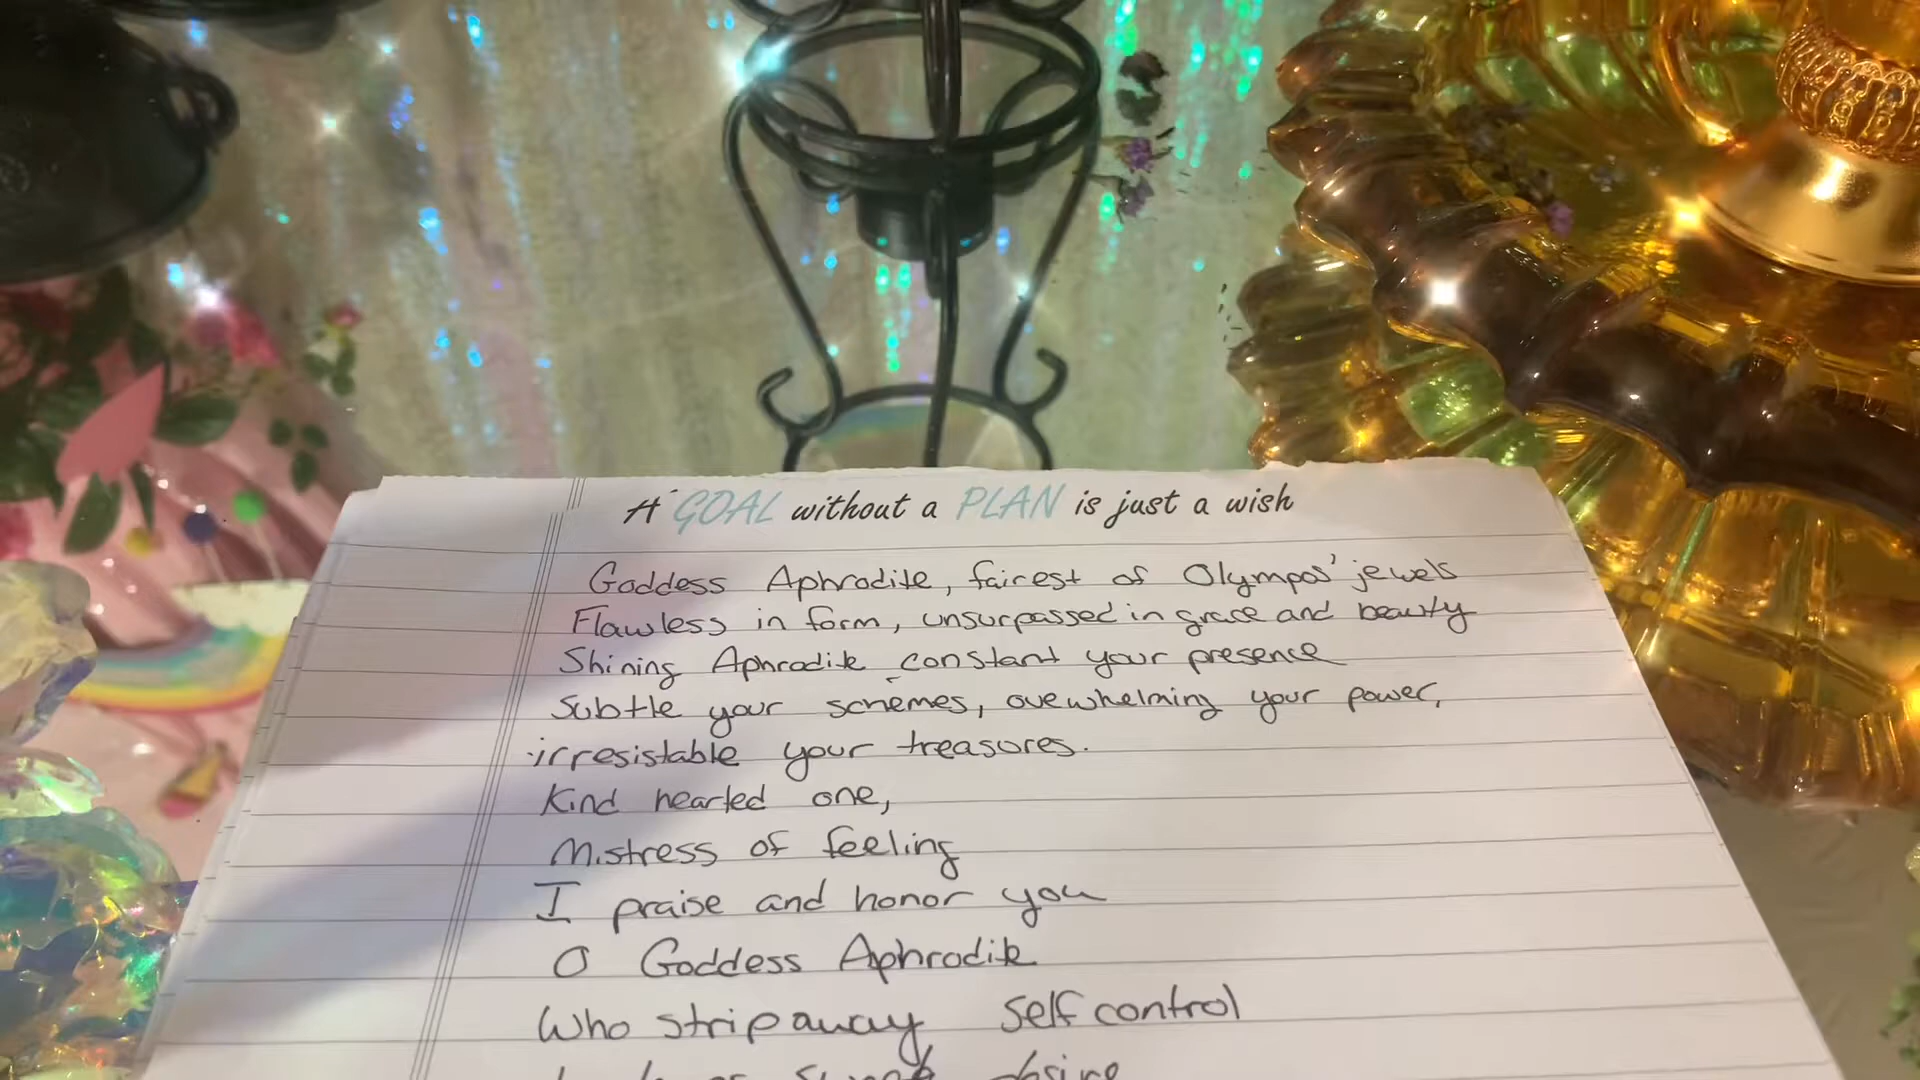 A GOAL without a PLAN is just a wish
Goddess Aphrodite, fairest of Olympos' jewels
Flawless in form, unsurpassed in grace and beauty
Shining Aphrodite constant your presence
Subtle your schemes, overwhelming your power,
irresistable your treasures.
Kind hearted one,
Mistress of feeling
I praise and honor you
O Goddess Aphrodite
Who strip away self control
desire